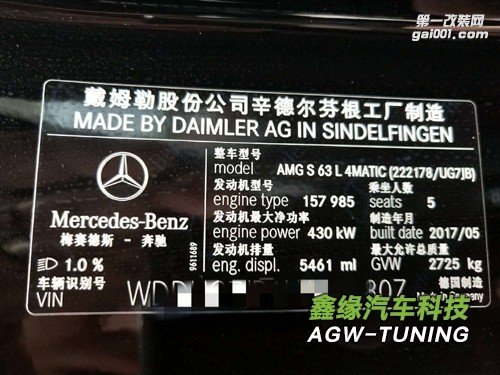 第一改装网
gai001.com
戴姆勒股份公司辛德尔芬根工厂制造
MADE BY DAIMLER AG IN SINDELFINGEN
整车型号
model AMG S 63 L 4MATIC (222178/UG7JB)
发动机型号 乘坐人数
engine type 157 985 seats 5
发动机最大净功率 制造年月
engine power 430 kW built date 2017/05
发动机排量 最大允许总质量
eng. displ. 5461 ml GVW 2725 kg
Mercedes-Benz
梅赛德斯 - 奔驰
9611689
1.0 %
车辆识别号 德国制造
VIN Made in Germany
鑫缘汽车科技
AGW-TUNING